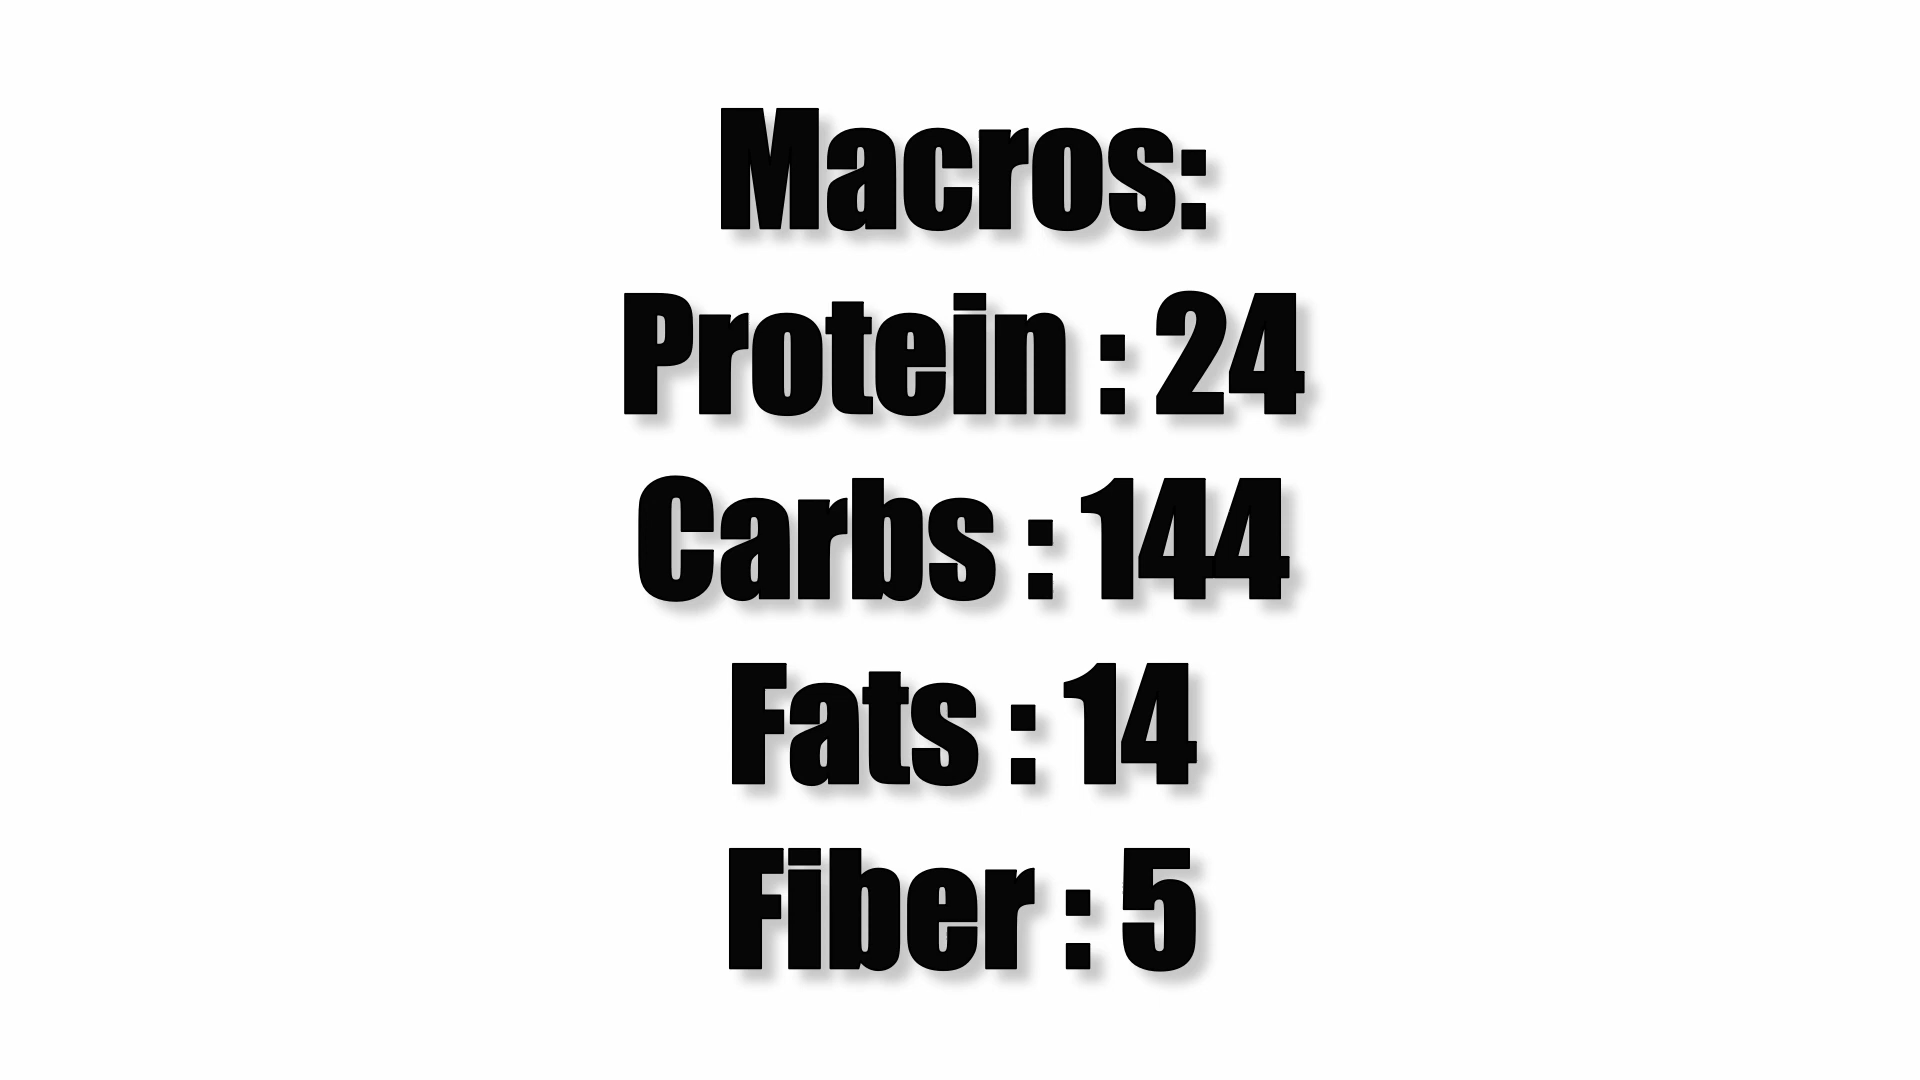 Macros:
Protein : 24
Carbs : 144
Fats : 14
Fiber : 5